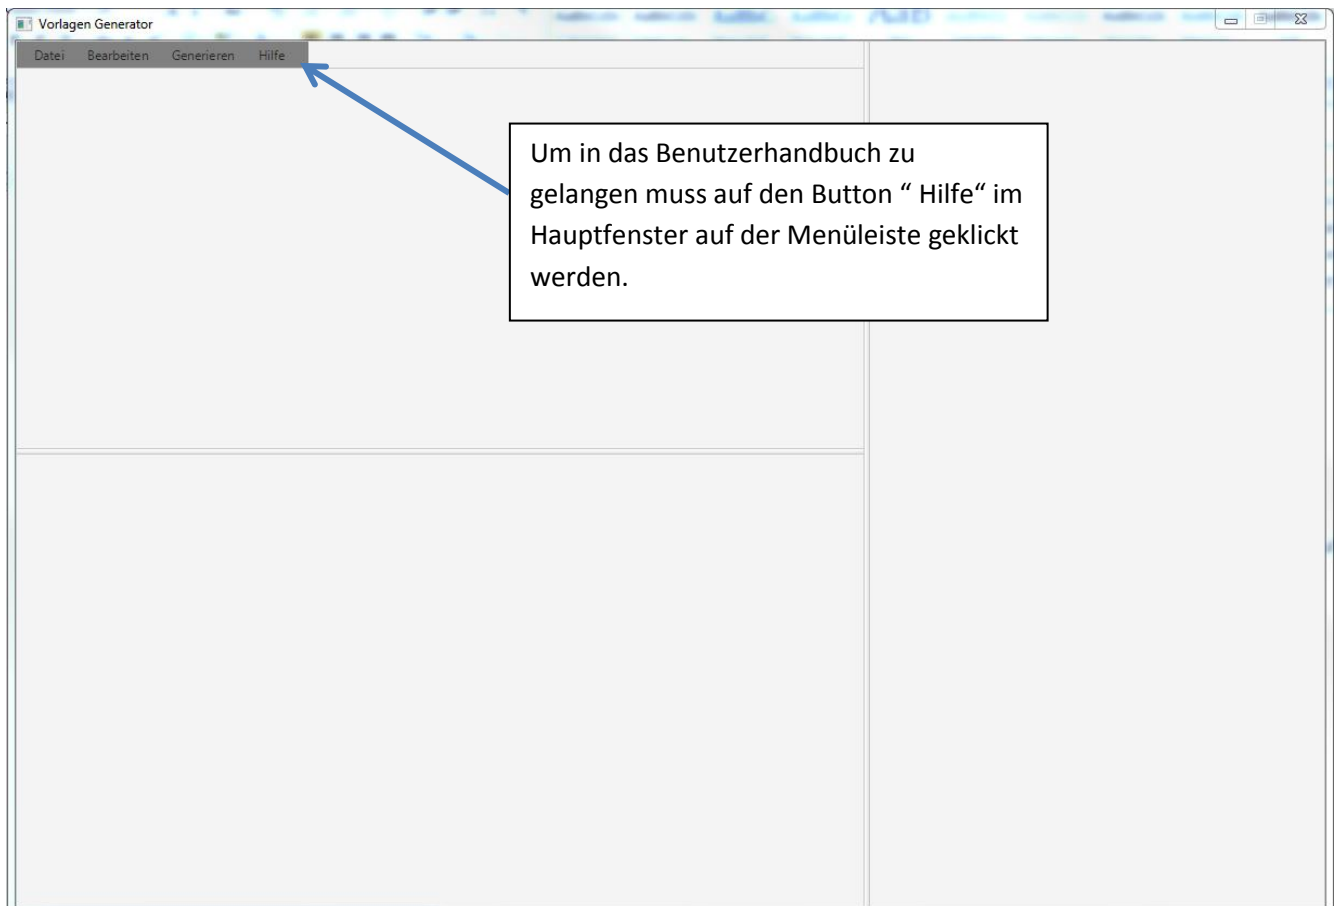 Vorlagen Generator
Datei Bearbeiten Generieren Hilfe
Um in das Benutzerhandbuch zu
gelangen muss auf den Button “ Hilfe“ im
Hauptfenster auf der Menüleiste geklickt
werden.